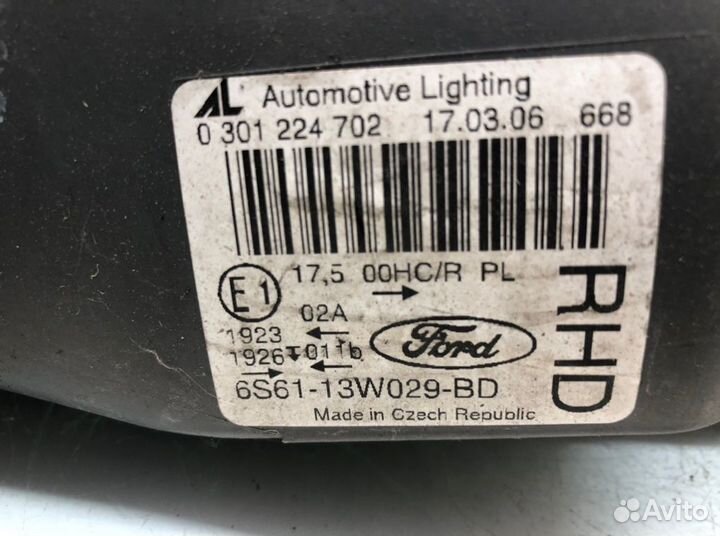 AL Automotive Lighting
0 301 224 702 17.03.06 668
E1 17,5 00HC/R PL
02A
1923
1926 011b
Ford
6S61-13W029-BD
Made in Czech Republic
RHD
Avito